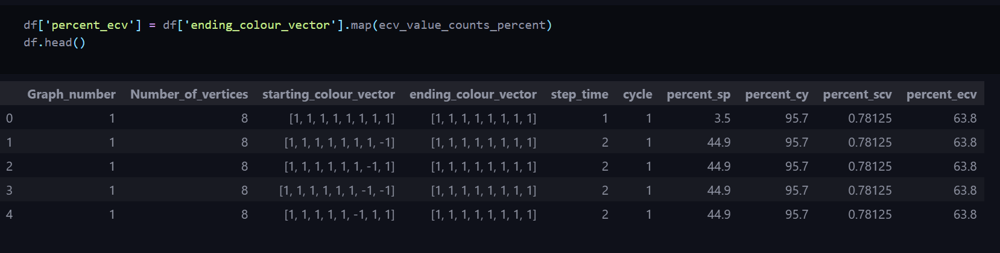 df['percent_ecv'] = df['ending_colour_vector'].map(ecv_value_counts_percent)
df.head()
Graph_number Number_of_vertices starting_colour_vector ending_colour_vector step_time cycle percent_sp percent_cy percent_scv percent_ecv
0 1 8 [1, 1, 1, 1, 1, 1, 1, 1] [1, 1, 1, 1, 1, 1, 1, 1] 1 1 3.5 95.7 0.78125 63.8
1 1 8 [1, 1, 1, 1, 1, 1, 1, -1] [1, 1, 1, 1, 1, 1, 1, 1] 2 1 44.9 95.7 0.78125 63.8
2 1 8 [1, 1, 1, 1, 1, 1, -1, 1] [1, 1, 1, 1, 1, 1, 1, 1] 2 1 44.9 95.7 0.78125 63.8
3 1 8 [1, 1, 1, 1, 1, 1, -1, -1] [1, 1, 1, 1, 1, 1, 1, 1] 2 1 44.9 95.7 0.78125 63.8
4 1 8 [1, 1, 1, 1, 1, -1, 1, 1] [1, 1, 1, 1, 1, 1, 1, 1] 2 1 44.9 95.7 0.78125 63.8